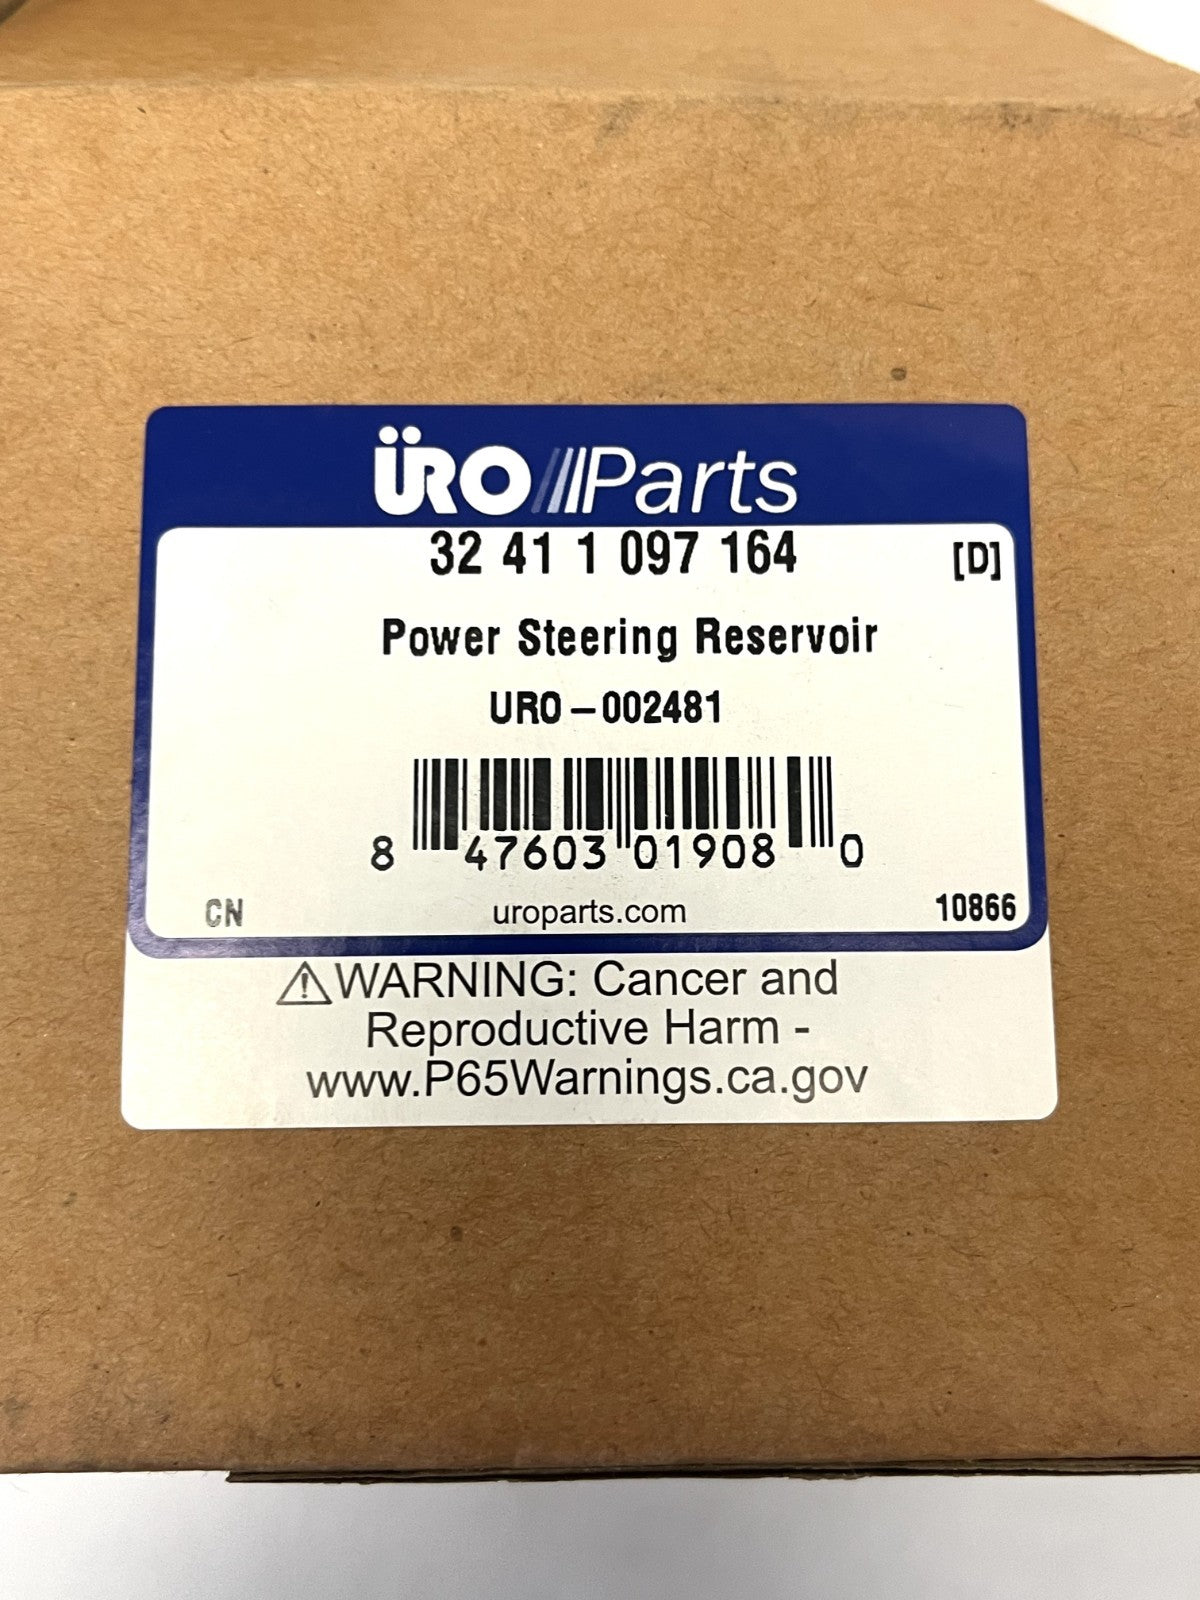 ÜRO Parts
32 41 1 097 164 [D]
Power Steering Reservoir
URO-002481
8 47603 01908 0
CN uroparts.com 10866
⚠WARNING: Cancer and
Reproductive Harm -
www.P65Warnings.ca.gov